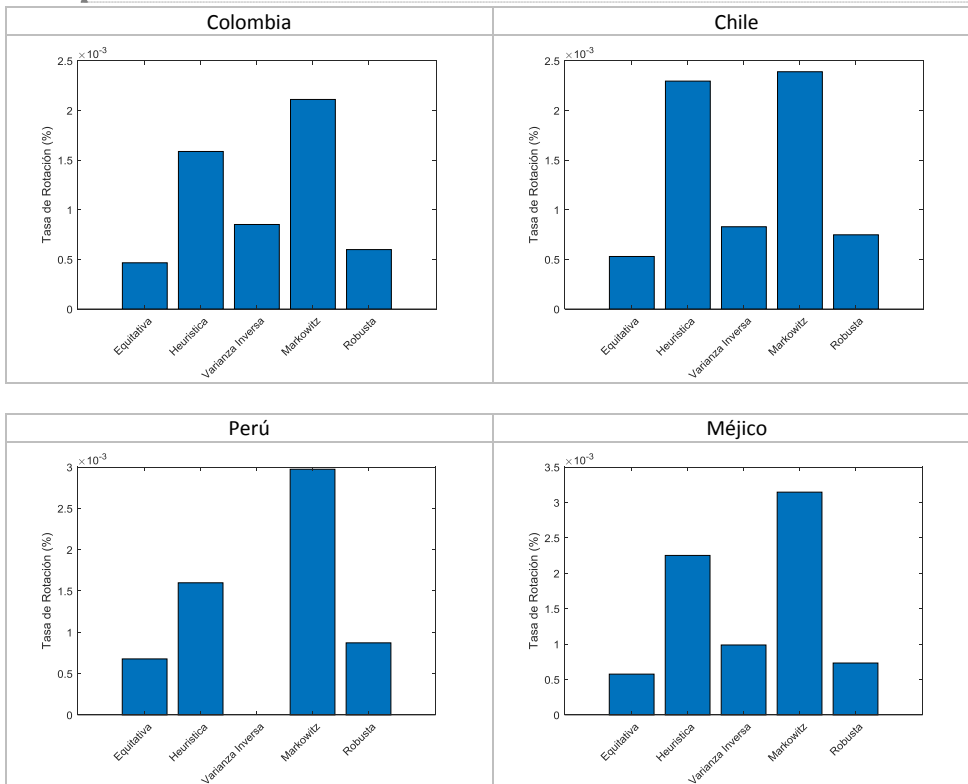 Colombia
Chile
×10-3
2.5
2
1.5
1
0.5
0
Tasa de Rotación (%)
Equitativa
Heuristica
Varianza Inversa
Markowitz
Robusta
×10-3
2.5
2
1.5
1
0.5
0
Tasa de Rotación (%)
Equitativa
Heuristica
Varianza Inversa
Markowitz
Robusta
Perú
Méjico
×10-3
3
2.5
2
1.5
1
0.5
0
Tasa de Rotación (%)
Equitativa
Heuristica
Varianza Inversa
Markowitz
Robusta
×10-3
3.5
3
2.5
2
1.5
1
0.5
0
Tasa de Rotación (%)
Equitativa
Heuristica
Varianza Inversa
Markowitz
Robusta